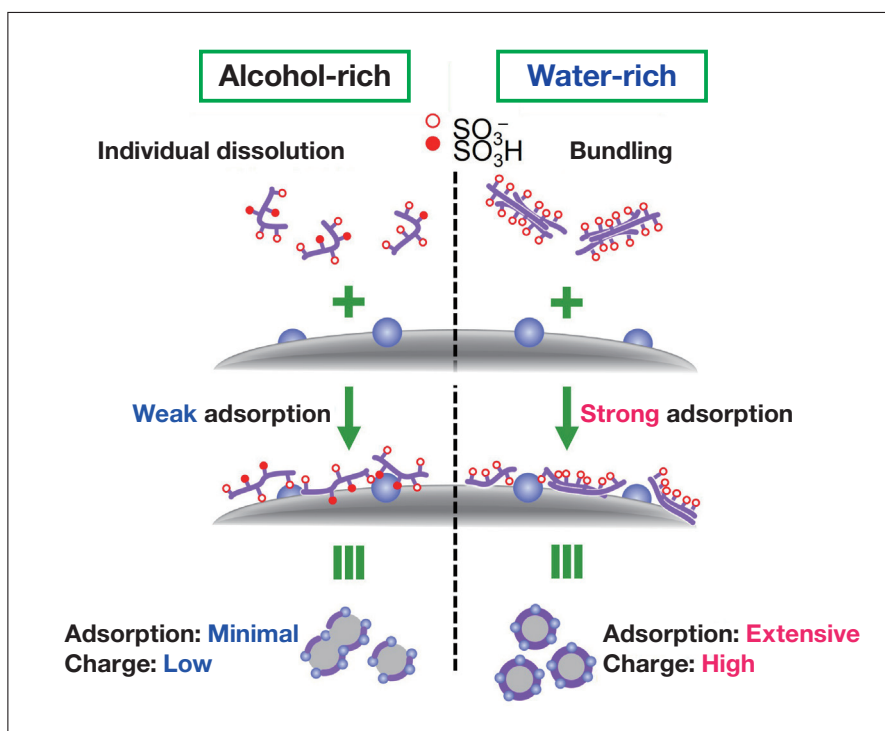 Alcohol-rich
Water-rich
SO₃⁻
SO₃H
Individual dissolution
Bundling
+
+
Weak adsorption
Strong adsorption
Adsorption: Minimal
Charge: Low
Adsorption: Extensive
Charge: High